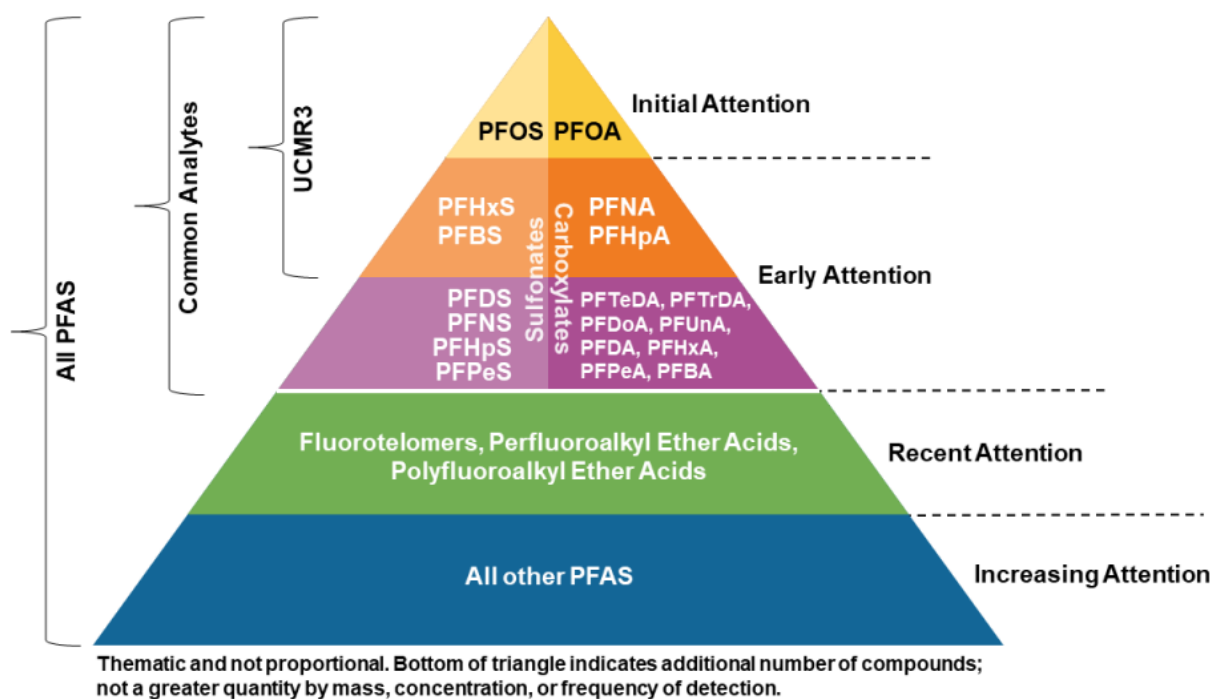 All PFAS
Common Analytes
UCMR3
PFOS
PFOA
Initial Attention
PFHxS
PFBS
Sulfonates
Carboxylates
PFNA
PFHpA
Early Attention
PFDS
PFNS
PFHpS
PFPeS
PFTeDA, PFTrDA,
PFDoA, PFUnA,
PFDA, PFHxA,
PFPeA, PFBA
Fluorotelomers, Perfluoroalkyl Ether Acids,
Polyfluoroalkyl Ether Acids
Recent Attention
All other PFAS
Increasing Attention
Thematic and not proportional. Bottom of triangle indicates additional number of compounds;
not a greater quantity by mass, concentration, or frequency of detection.